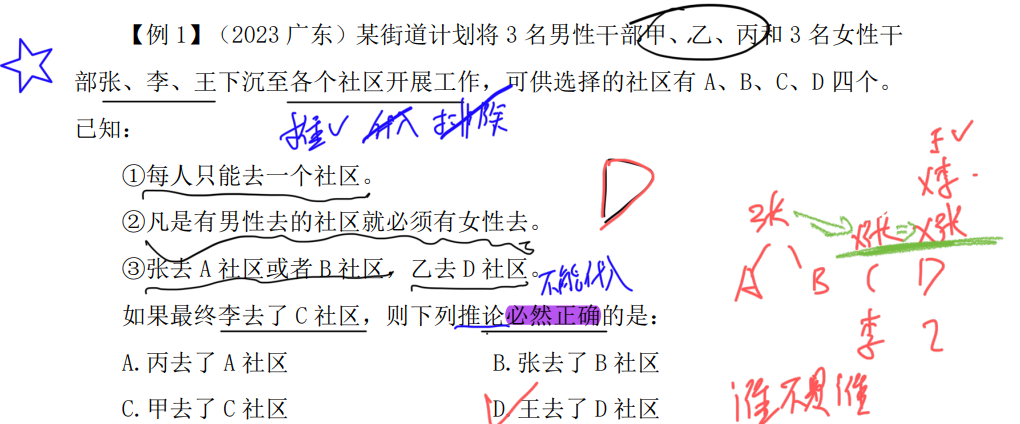 【例 1】（2023 广东）某街道计划将 3 名男性干部甲、乙、丙和 3 名女性干
部张、李、王下沉至各个社区开展工作，可供选择的社区有 A、B、C、D 四个。
已知：
推√ 代入 排除
①每人只能去一个社区。
②凡是有男性去的社区就必须有女性去。
③张去 A 社区或者 B 社区，乙去 D 社区。
不能代入
如果最终李去了 C 社区，则下列推论必然正确的是：
A.丙去了 A 社区
B.张去了 B 社区
C.甲去了 C 社区
D.王去了 D 社区
D
王√
X李
张 X张 X张
A B C D
李 乙
谁不是谁